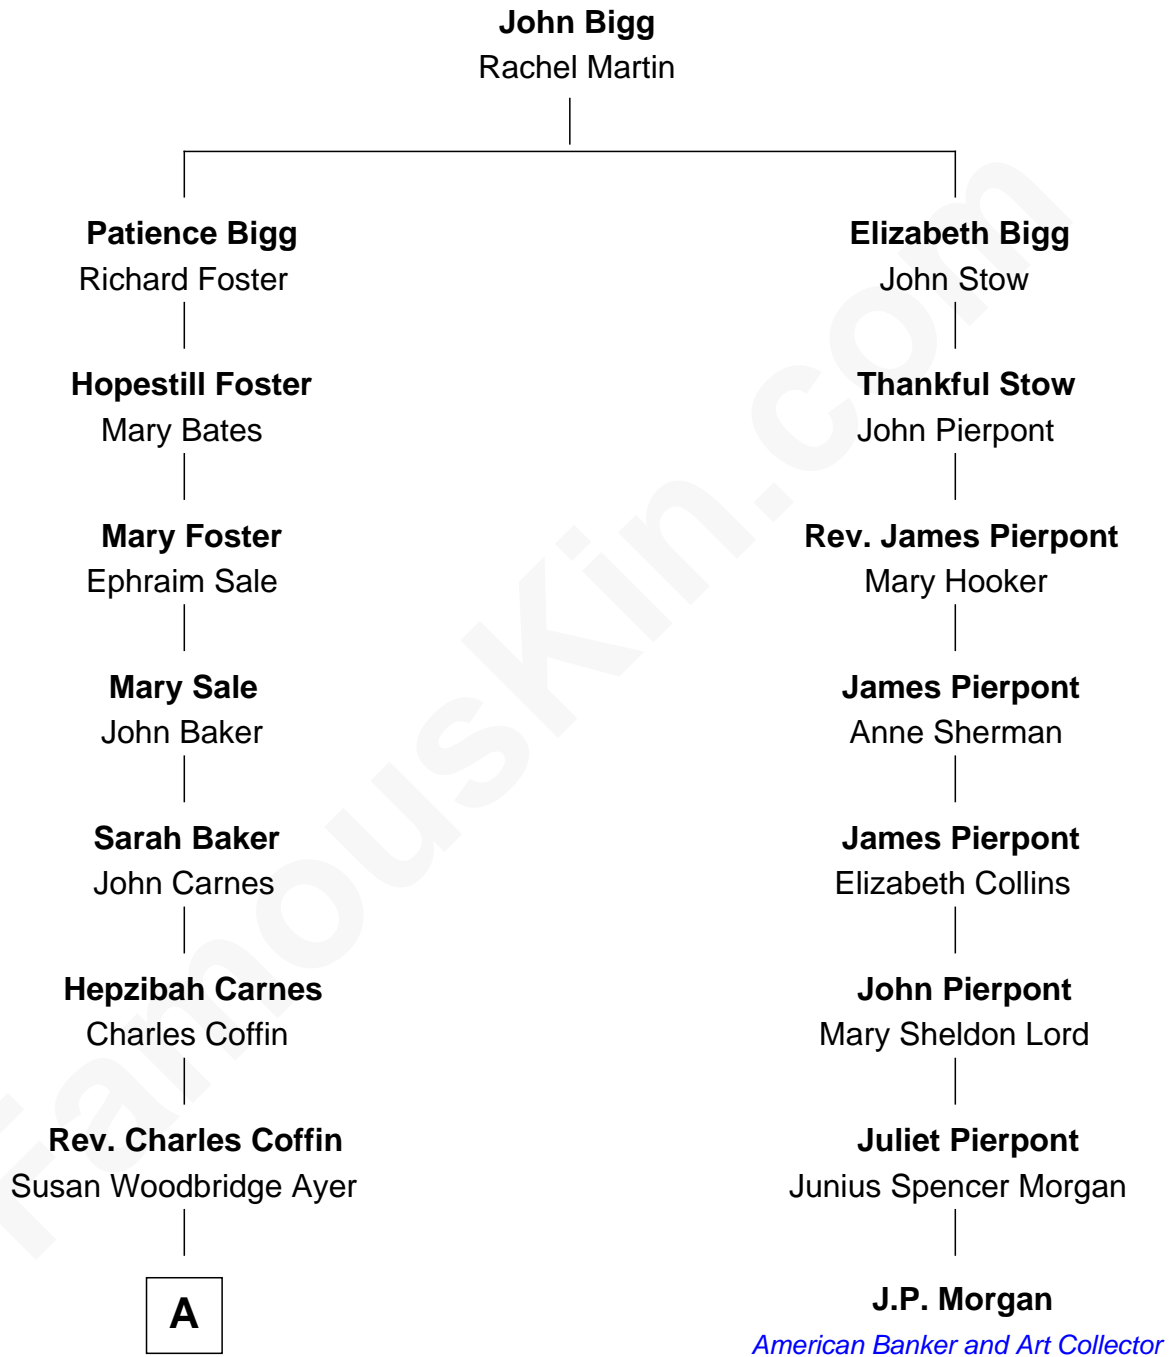 John Bigg
Rachel Martin
Patience Bigg
Richard Foster
Elizabeth Bigg
John Stow
Hopestill Foster
Mary Bates
Thankful Stow
John Pierpont
Mary Foster
Ephraim Sale
Rev. James Pierpont
Mary Hooker
Mary Sale
John Baker
James Pierpont
Anne Sherman
Sarah Baker
John Carnes
James Pierpont
Elizabeth Collins
Hepzibah Carnes
Charles Coffin
John Pierpont
Mary Sheldon Lord
Rev. Charles Coffin
Susan Woodbridge Ayer
Juliet Pierpont
Junius Spencer Morgan
A
J.P. Morgan
American Banker and Art Collector
FamousKin.com